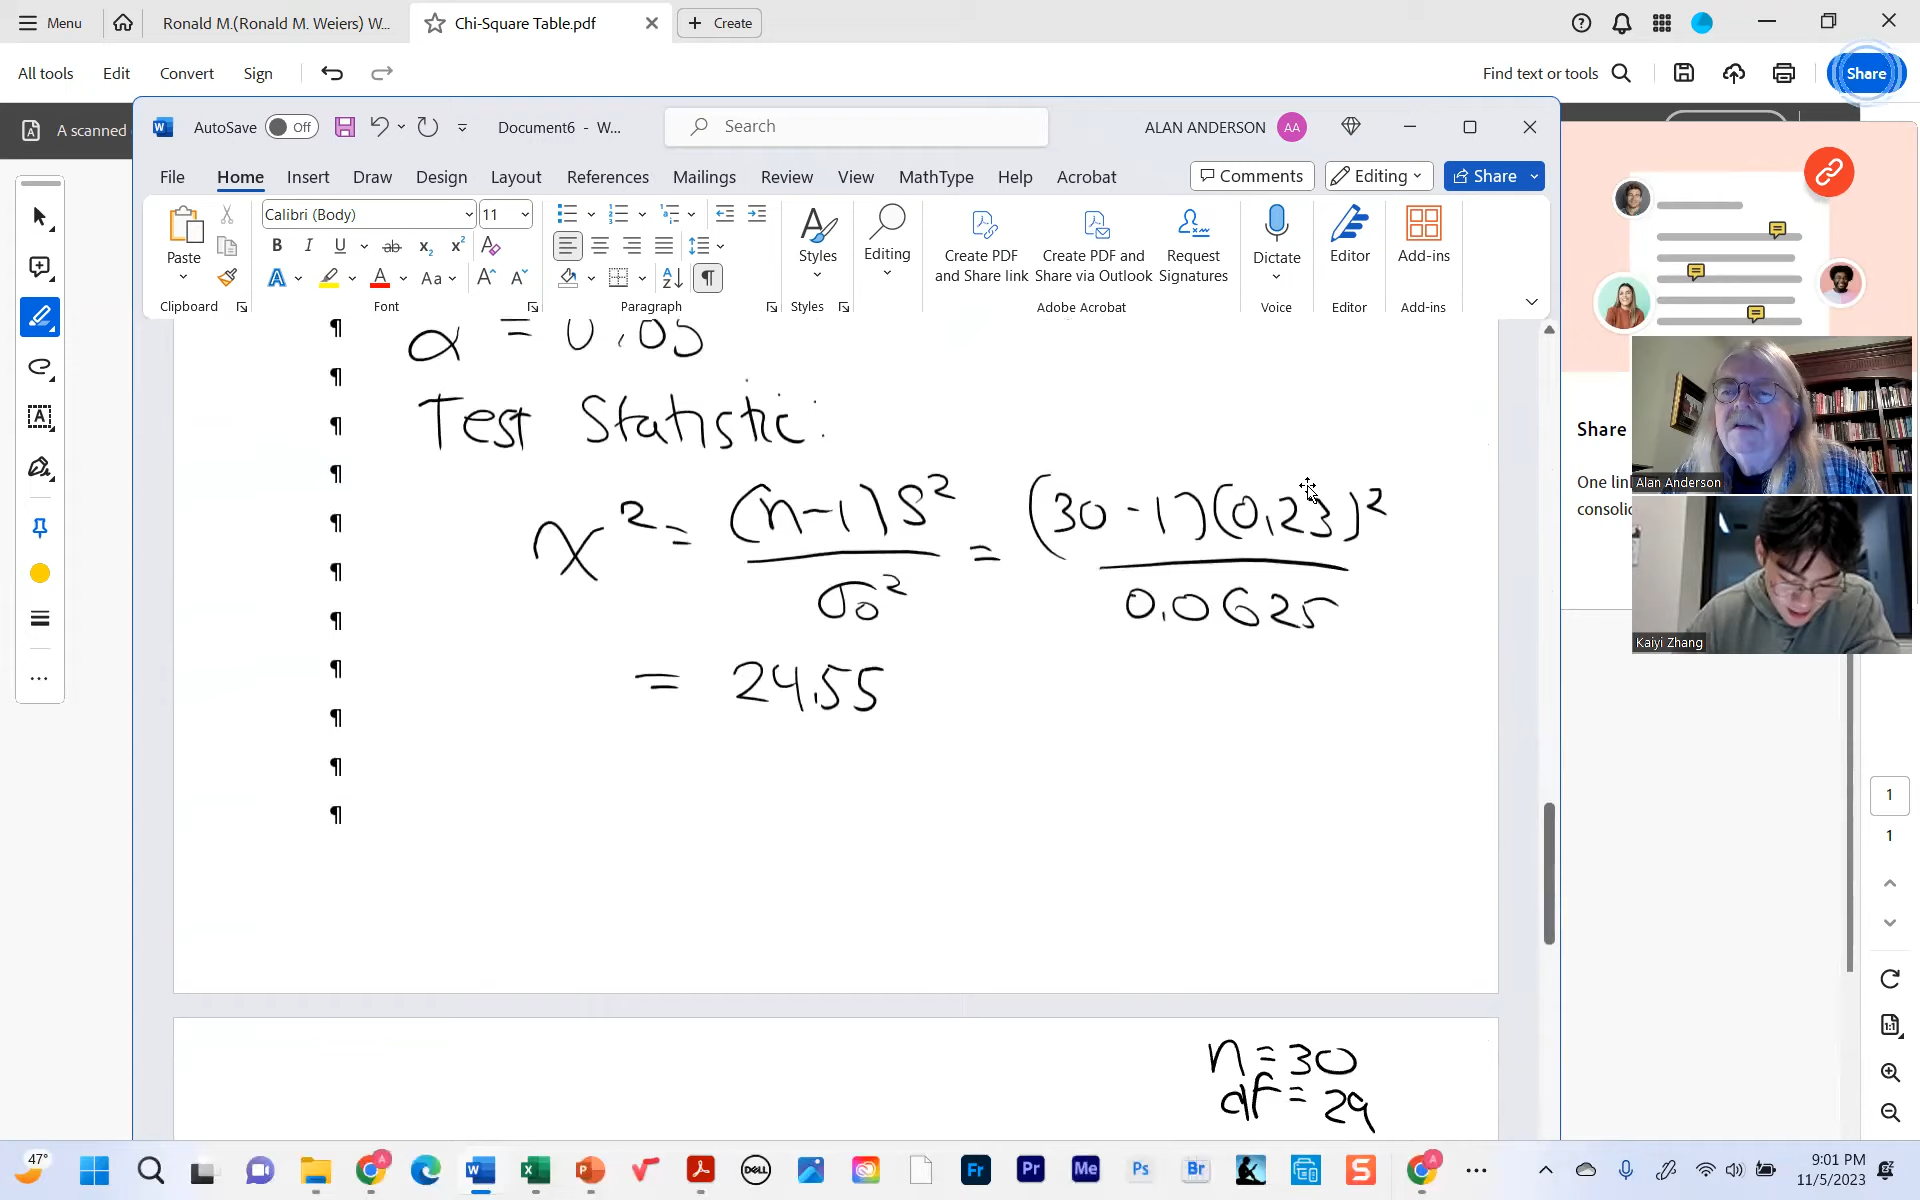 Menu
Ronald M.(Ronald M. Weiers) W...
Chi-Square Table.pdf
Create
All tools
Edit
Convert
Sign
Find text or tools
Share
A scanned
AutoSave
Off
Document6 - W...
Search
ALAN ANDERSON
AA
File
Home
Insert
Draw
Design
Layout
References
Mailings
Review
View
MathType
Help
Acrobat
Comments
Editing
Share
Paste
Clipboard
Calibri (Body)
11
Font
Paragraph
Styles
Styles
Editing
Create PDF
and Share link
Create PDF and
Share via Outlook
Request
Signatures
Adobe Acrobat
Dictate
Voice
Editor
Editor
Add-ins
Add-ins
α = 0.05
Test Statistic:
χ² = (n-1)S² / σ₀² = (30-1)(0.23)² / 0.0625
= 24.55
n = 30
df = 29
Share
One lin
consolic
Alan Anderson
Kaiyi Zhang
1
1
47°
9:01 PM
11/5/2023